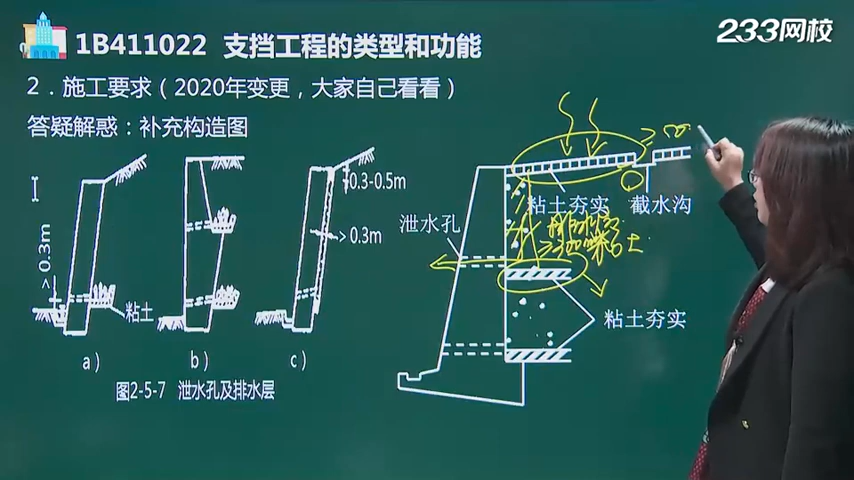 1B411022 支挡工程的类型和功能
233网校
2．施工要求（2020年变更，大家自己看看）
答疑解惑：补充构造图
0.3-0.5m
>0.3m
>0.3m
粘土
a）
b）
c）
图2-5-7 泄水孔及排水层
泄水孔
粘土夯实
截水沟
粘土夯实